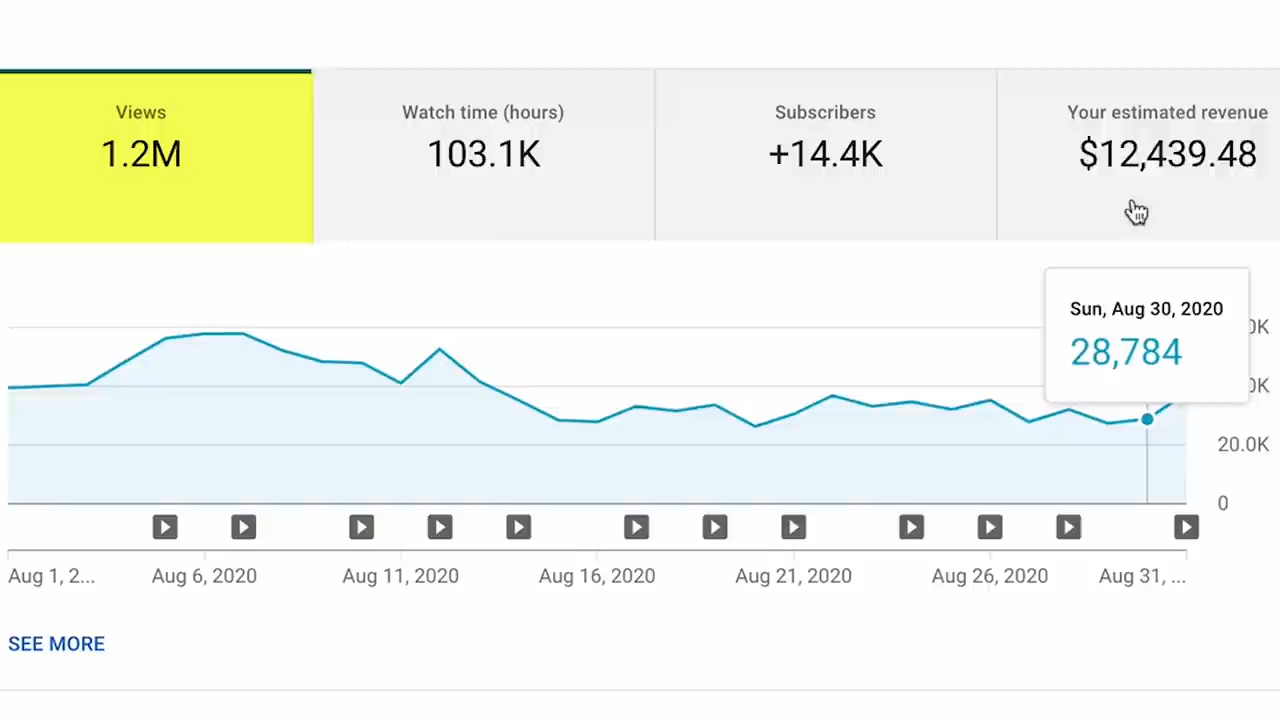 Views
1.2M
Watch time (hours)
103.1K
Subscribers
+14.4K
Your estimated revenue
$12,439.48
Sun, Aug 30, 2020
28,784
0K
0K
20.0K
0
Aug 1, 2...
Aug 6, 2020
Aug 11, 2020
Aug 16, 2020
Aug 21, 2020
Aug 26, 2020
Aug 31, ...
SEE MORE